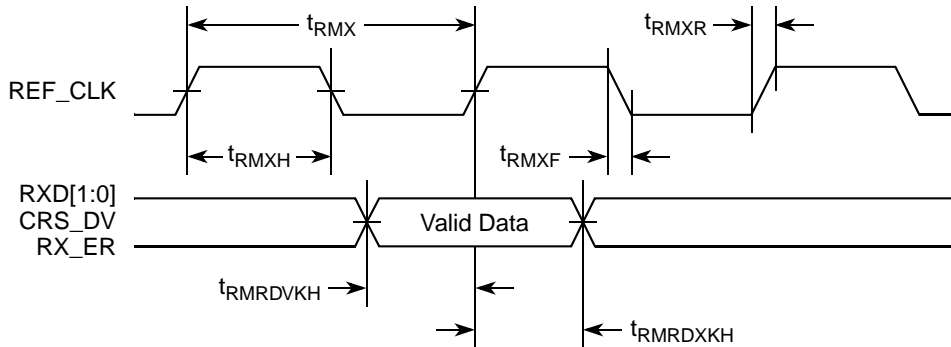 tRMX
tRMXR
REF_CLK
tRMXH
tRMXF
RXD[1:0]
CRS_DV
Valid Data
RX_ER
tRMRDVKH
tRMRDXKH